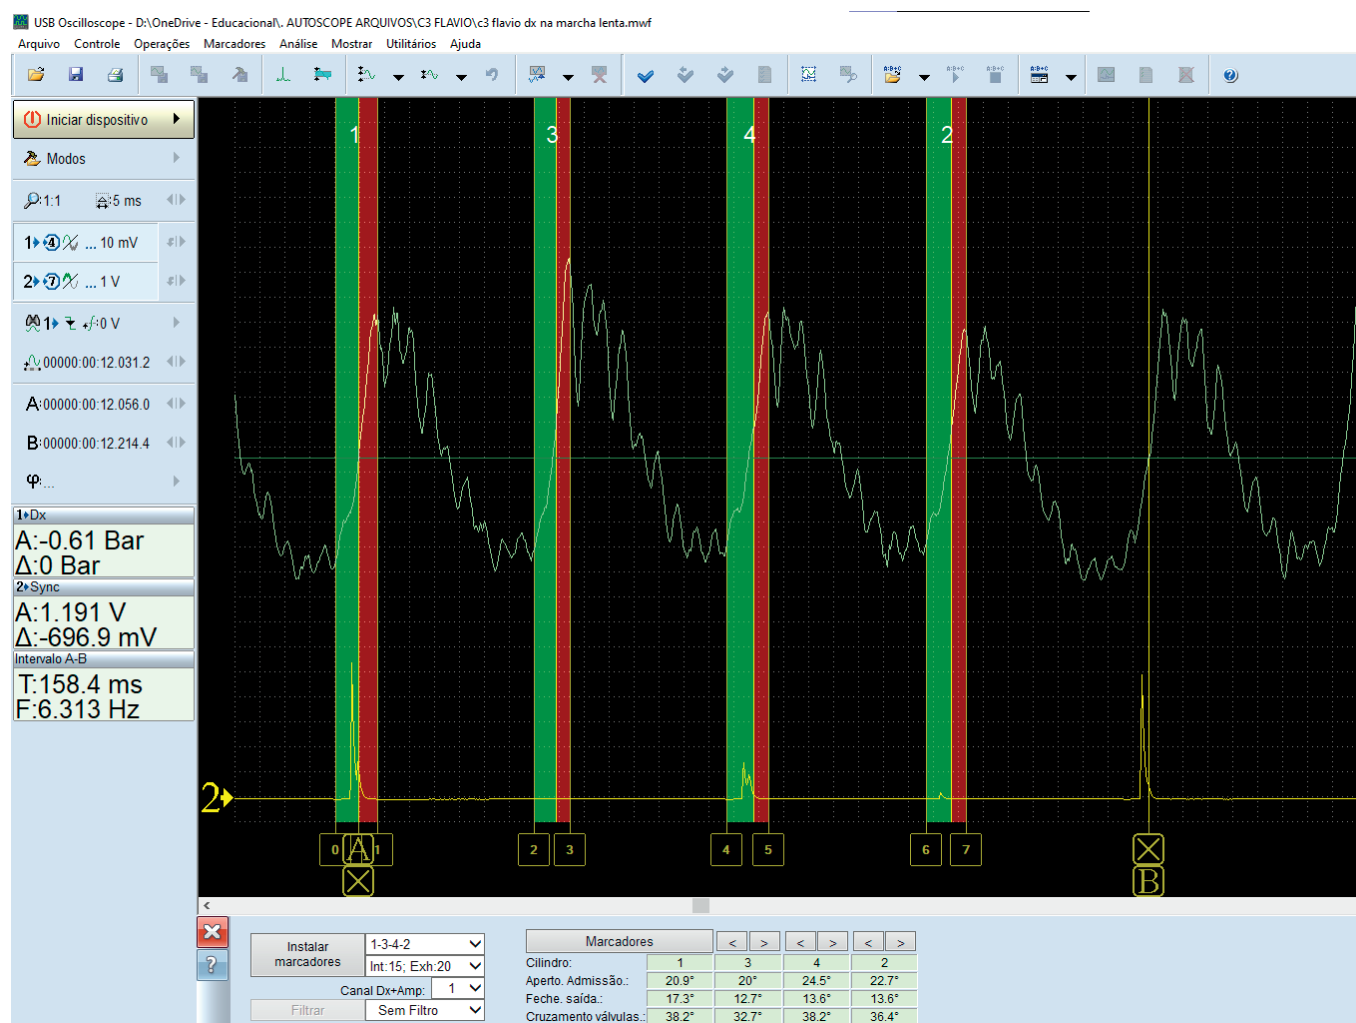 USB Oscilloscope - D:\OneDrive - Educacional\. AUTOSCOPE ARQUIVOS\C3 FLAVIO\c3 flavio dx na marcha lenta.mwf
Arquivo Controle Operações Marcadores Análise Mostrar Utilitários Ajuda
A+B+C A+B+C A+B+C A+B+C
Iniciar dispositivo
Modos
:1:1 :5 ms
1 4 ... 10 mV
2 7 ... 1 V
1 :0 V
:00000:00:12.031.2
A:00000:00:12.056.0
B:00000:00:12.214.4
φ:...
1 Dx
A:-0.61 Bar
Δ:0 Bar
2 Sync
A:1.191 V
Δ:-696.9 mV
Intervalo A-B
T:158.4 ms
F:6.313 Hz
1 3 4 2
2
0 A 1 2 3 4 5 6 7
B
Instalar marcadores
1-3-4-2
Int:15; Exh:20
Canal Dx+Amp: 1
Filtrar Sem Filtro
Marcadores < > < > < >
Cilindro: 1 3 4 2
Aperto. Admissão.: 20.9° 20° 24.5° 22.7°
Feche. saída.: 17.3° 12.7° 13.6° 13.6°
Cruzamento válvulas.: 38.2° 32.7° 38.2° 36.4°